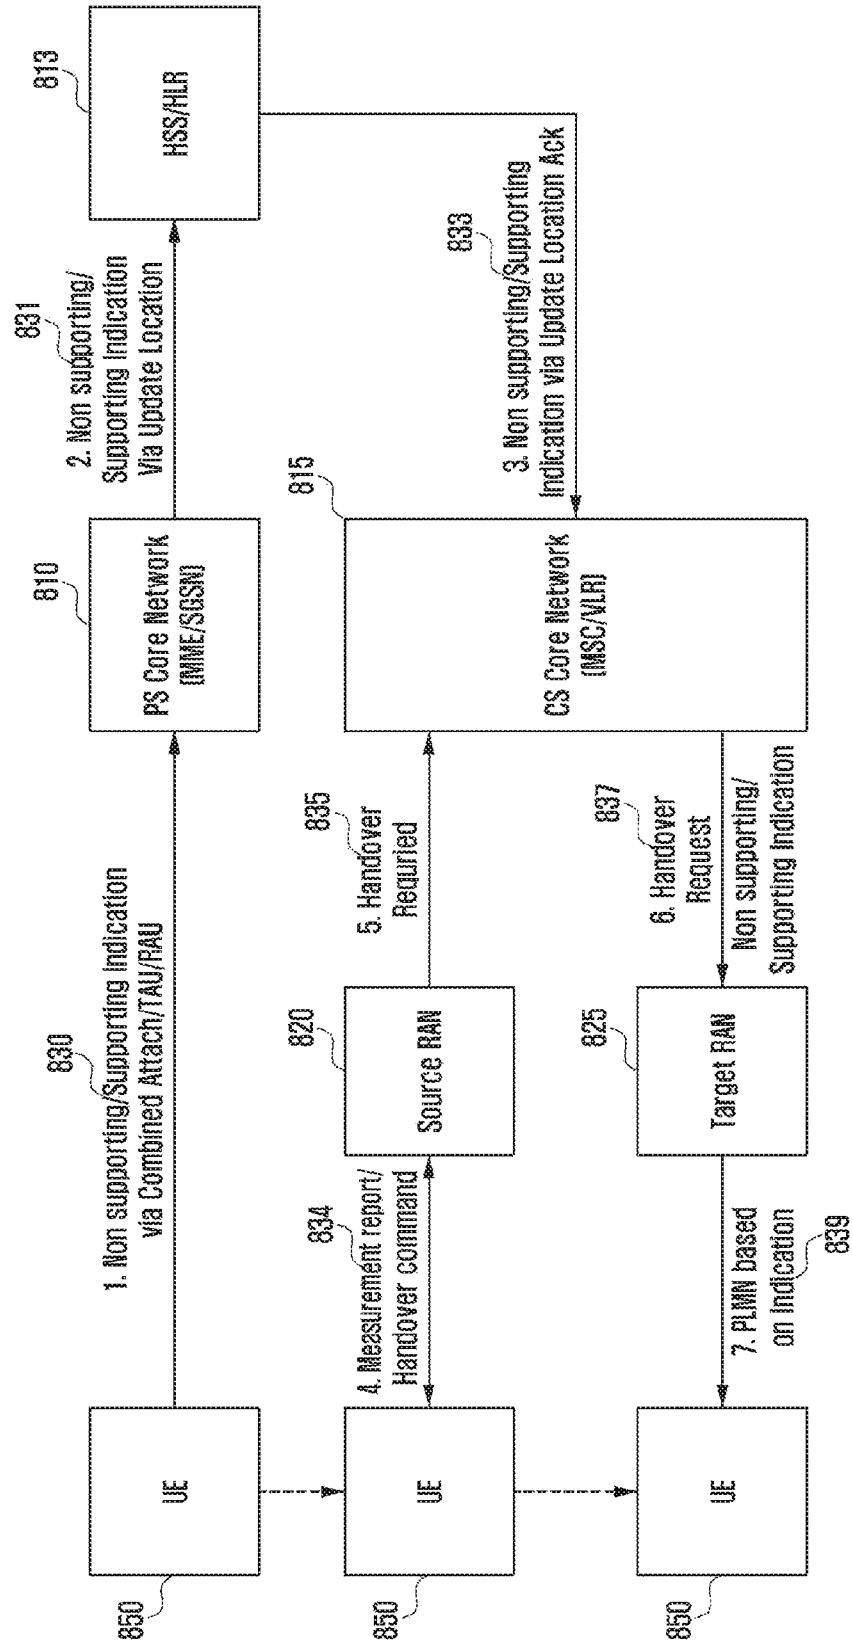 850
UE
830
1. Non supporting/Supporting Indication
via Combined Attach/TAU/RAU
810
PS Core Network
(MME/SGSN)
831
2. Non supporting/
Supporting Indication
Via Update Location
813
HSS/HLR
850
UE
834
4. Measurement report/
Handover command
820
Source RAN
835
5. Handover
Requried
815
CS Core Network
(MSC/VLR)
833
3. Non supporting/Supporting
Indication via Update Location Ack
850
UE
7. PLMN based
on Indication
839
825
Target RAN
837
6. Handover
Request
Non supporting/
Supporting Indication